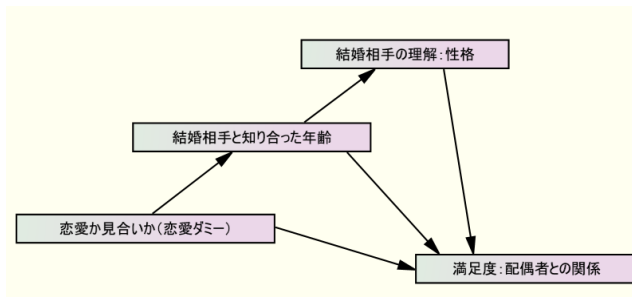 結婚相手の理解:性格
結婚相手と知り合った年齢
恋愛か見合いか(恋愛ダミー)
満足度:配偶者との関係